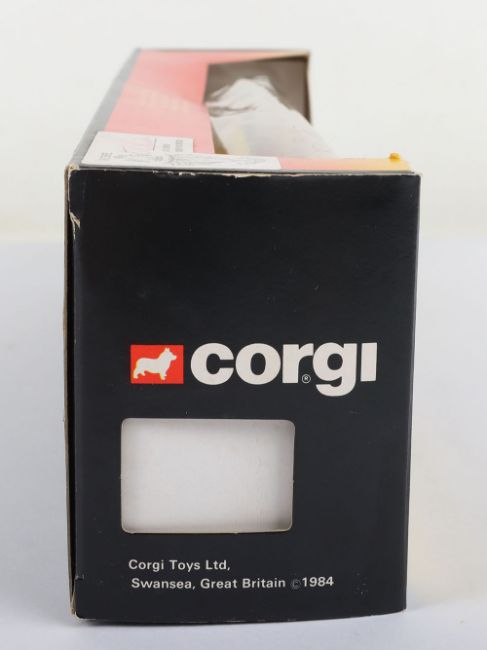 corgi®
Corgi Toys Ltd,
Swansea, Great Britain ©1984